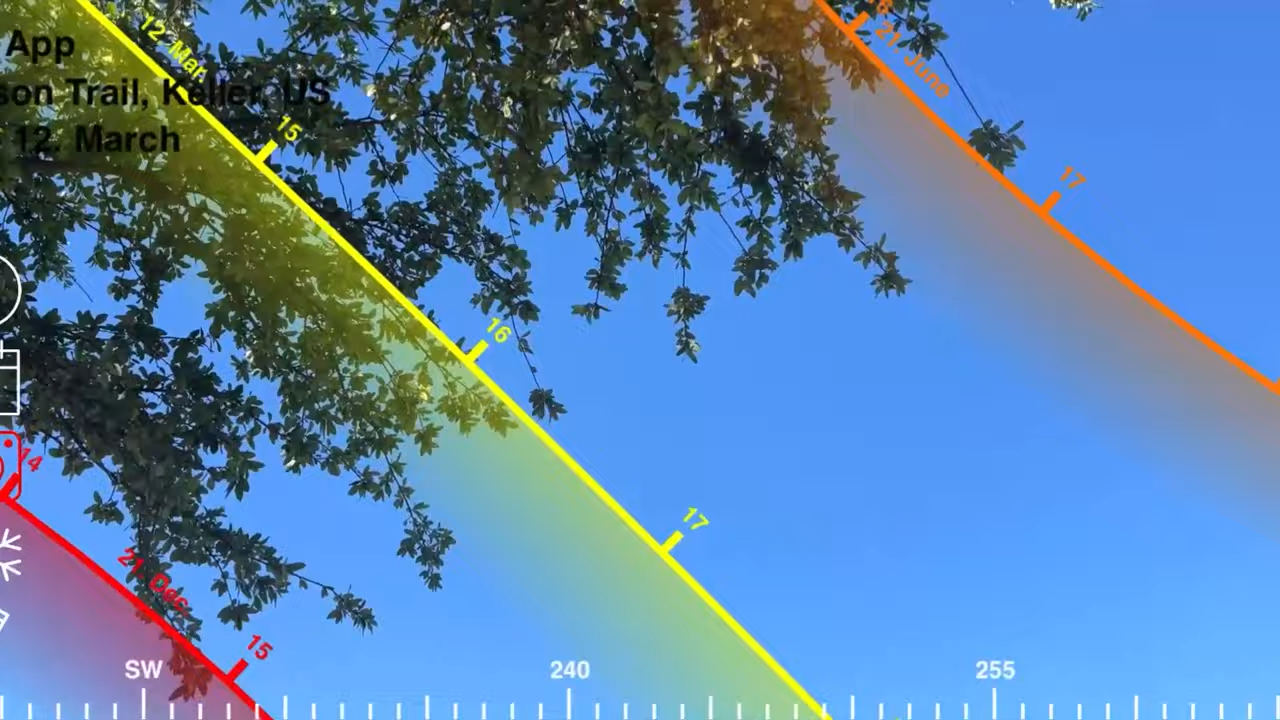 App
son Trail, Keller, US
12. March
12. Mar.
15
16
17
21. June
17
14
21. Dec.
15
SW
240
255